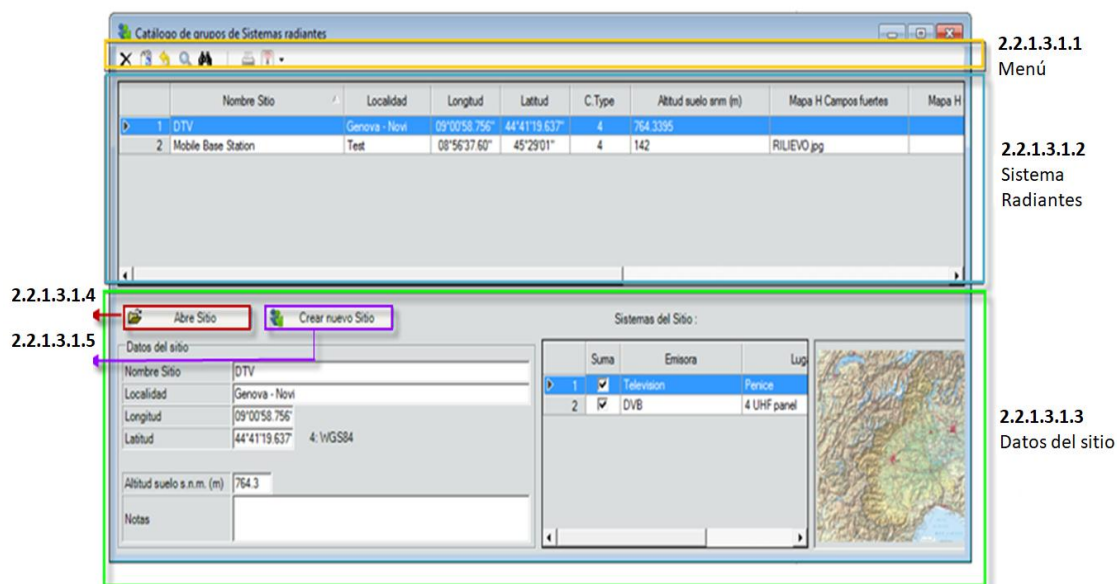 Catálogo de grupos de Sistemas radiantes
2.2.1.3.1.1
Menú
Nombre Sitio Localidad Longitud Latitud C.Type Altitud suelo snm (m) Mapa H Campos fuertes Mapa H
1 DTV Genova - Novi 09°00'58.756" 44°41'19.637" 4 764.3395
2 Mobile Base Station Test 08°56'37.60" 45°29'01" 4 142 RILIEVO.jpg
2.2.1.3.1.2
Sistema
Radiantes
2.2.1.3.1.4
Abre Sitio Crear nuevo Sitio Sistemas del Sitio :
2.2.1.3.1.5
Datos del sitio
Nombre Sitio DTV
Localidad Genova - Novi
Longitud 09°00'58.756'
Latitud 44°41'19.637' 4: WGS84
Altitud suelo s.n.m. (m) 764.3
Notas
Suma Emisora Lug
1 Television Penice
2 DVB 4 UHF panel
2.2.1.3.1.3
Datos del sitio